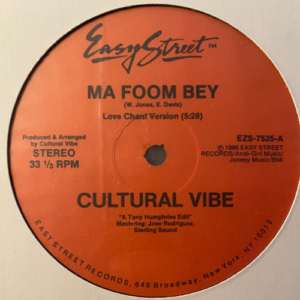 Easy Street™
MA FOOM BEY
(W. Jones, E. Davis)
Love Chant Version (5:28)
Produced & Arranged
by Cultural Vibe
STEREO
33 ⅓ RPM
EZS-7525-A
℗ 1986 EASY STREET
RECORDS/Andi-Girl Music/
Jommy Music/BMI
CULTURAL VIBE
"A Tony Humphries Edit"
Mastering: Jose Rodriguez,
Sterling Sound
EASY STREET RECORDS, 648 Broadway, New York, NY 10012